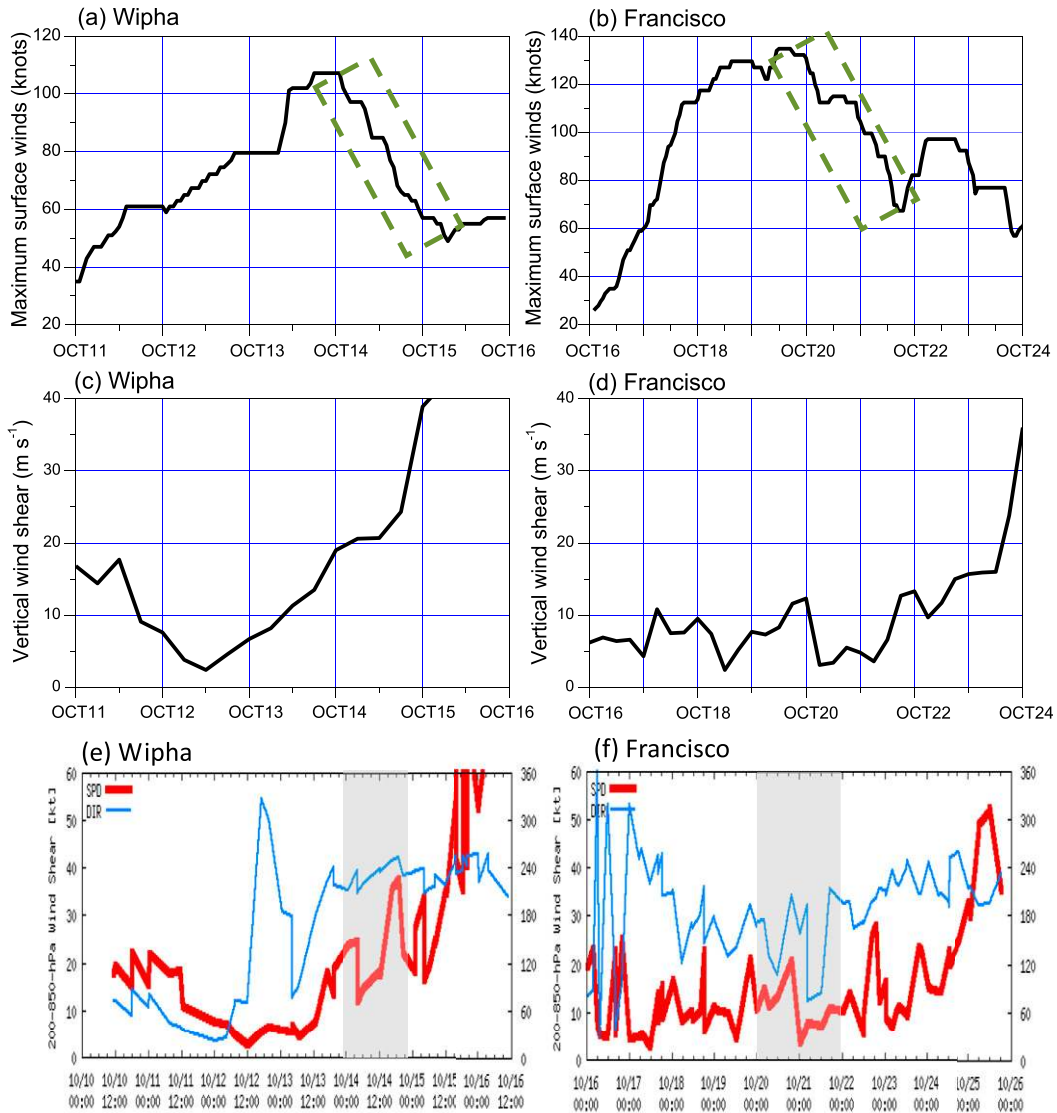 (a) Wipha
Maximum surface winds (knots)
120
100
80
60
40
20
OCT11 OCT12 OCT13 OCT14 OCT15 OCT16
(b) Francisco
Maximum surface winds (knots)
140
120
100
80
60
40
20
OCT16 OCT18 OCT20 OCT22 OCT24
(c) Wipha
Vertical wind shear (m s-1)
40
30
20
10
0
OCT11 OCT12 OCT13 OCT14 OCT15 OCT16
(d) Francisco
Vertical wind shear (m s-1)
40
30
20
10
0
OCT16 OCT18 OCT20 OCT22 OCT24
(e) Wipha
200-850-hPa Wind Shear [kt]
SPD
DIR
60
50
40
30
20
10
0
360
300
240
180
120
60
0
10/10 10/10 10/11 10/11 10/12 10/12 10/13 10/13 10/14 10/14 10/15 10/15 10/16 10/16
00:00 12:00 00:00 12:00 00:00 12:00 00:00 12:00 00:00 12:00 00:00 12:00 00:00 12:00
(f) Francisco
200-850-hPa Wind Shear [kt]
SPD
DIR
60
50
40
30
20
10
0
360
300
240
180
120
60
0
10/16 10/17 10/18 10/19 10/20 10/21 10/22 10/23 10/24 10/25 10/26
00:00 00:00 00:00 00:00 00:00 00:00 00:00 00:00 00:00 00:00 00:00